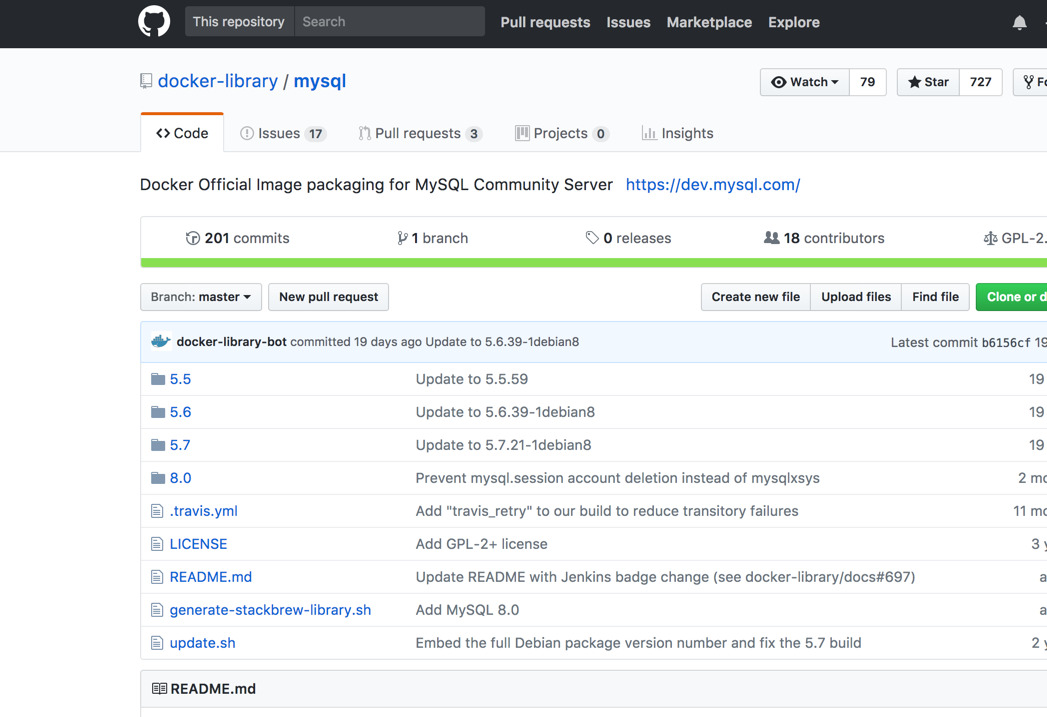 This repository Search Pull requests Issues Marketplace Explore
docker-library / mysql Watch 79 Star 727
Code Issues 17 Pull requests 3 Projects 0 Insights
Docker Official Image packaging for MySQL Community Server https://dev.mysql.com/
201 commits 1 branch 0 releases 18 contributors GPL-2.
Branch: master New pull request Create new file Upload files Find file Clone or d
docker-library-bot committed 19 days ago Update to 5.6.39-1debian8 Latest commit b6156cf 19
5.5 Update to 5.5.59 19
5.6 Update to 5.6.39-1debian8 19
5.7 Update to 5.7.21-1debian8 19
8.0 Prevent mysql.session account deletion instead of mysqlxsys 2 mo
.travis.yml Add "travis_retry" to our build to reduce transitory failures 11 mo
LICENSE Add GPL-2+ license 3 y
README.md Update README with Jenkins badge change (see docker-library/docs#697) a
generate-stackbrew-library.sh Add MySQL 8.0 a
update.sh Embed the full Debian package version number and fix the 5.7 build 2 y
README.md